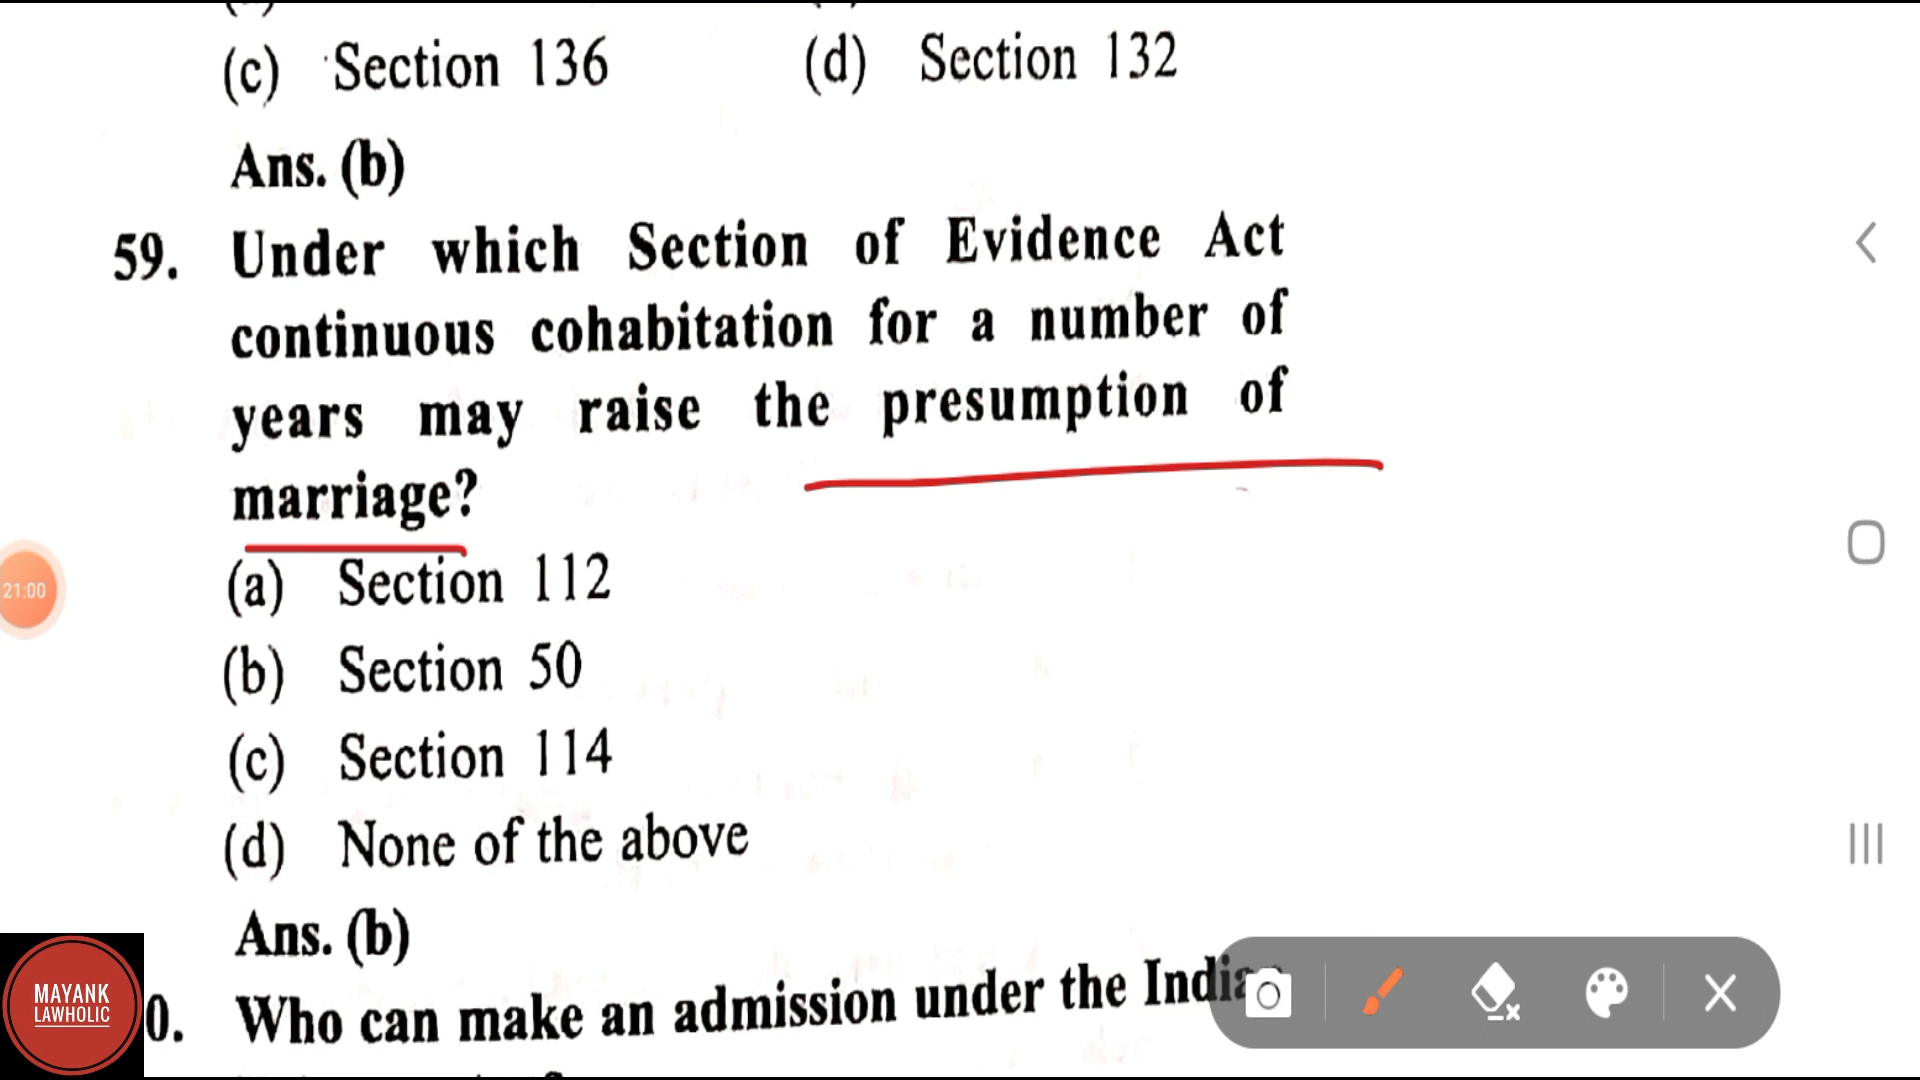 (c) Section 136 (d) Section 132
Ans. (b)
59. Under which Section of Evidence Act
continuous cohabitation for a number of
years may raise the presumption of
marriage?
(a) Section 112
21:00
(b) Section 50
(c) Section 114
(d) None of the above
Ans. (b)
0. Who can make an admission under the
MAYANK
LAWHOLIC